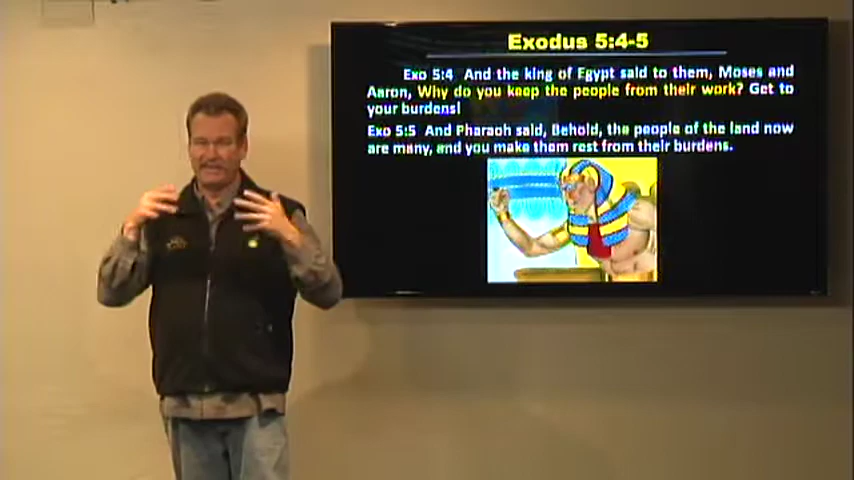 Exodus 5:4-5
Exo 5:4 And the king of Egypt said to them, Moses and
Aaron, Why do you keep the people from their work? Get to
your burdens!
Exo 5:5 And Pharaoh said, Behold, the people of the land now
are many, and you make them rest from their burdens.